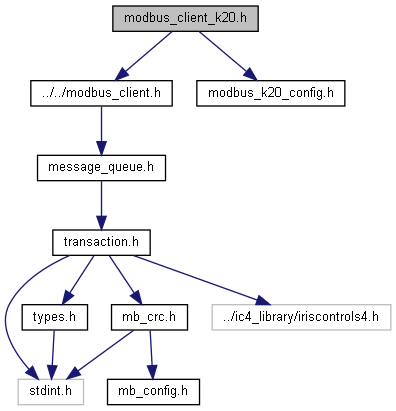 modbus_client_k20.h
../../modbus_client.h
modbus_k20_config.h
message_queue.h
transaction.h
types.h
mb_crc.h
../ic4_library/iriscontrols4.h
stdint.h
mb_config.h